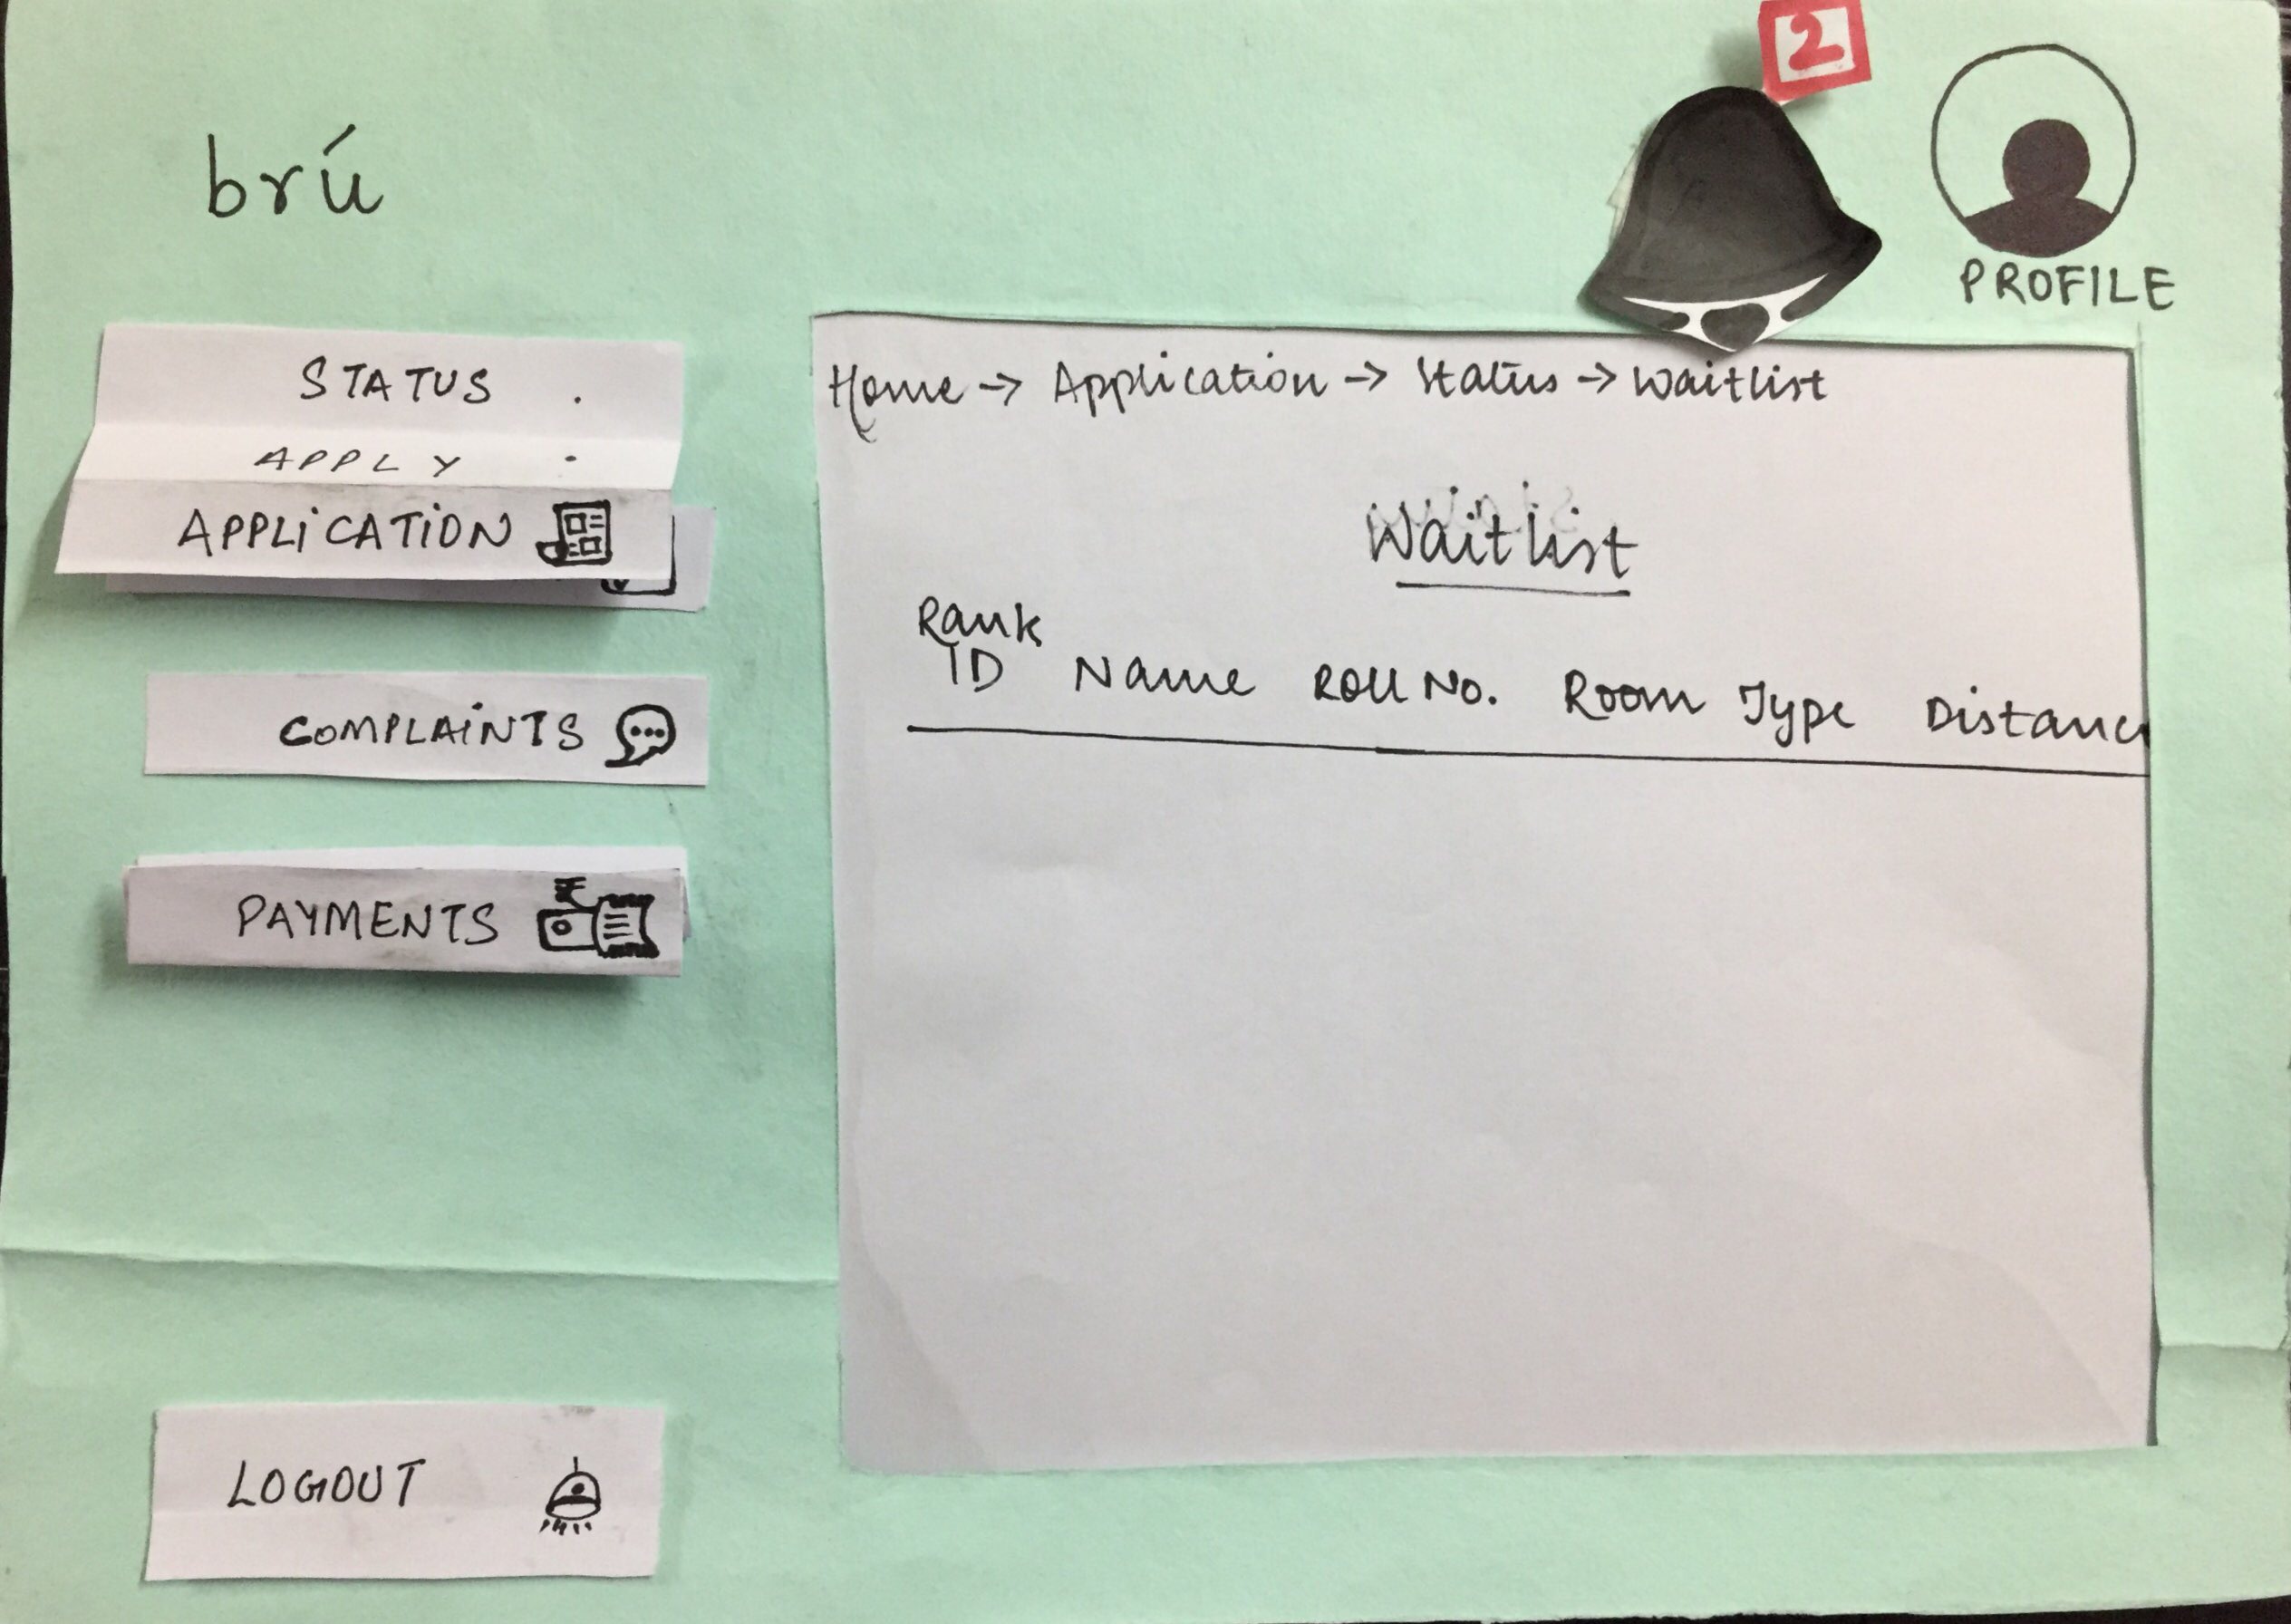 2
brú
PROFILE
STATUS .
APPLY .
APPLICATION
COMPLAINTS
PAYMENTS
LOGOUT
Home → Application → Status → Waitlist
Waitlist
Rank
ID Name Roll No. Room Type Distanc